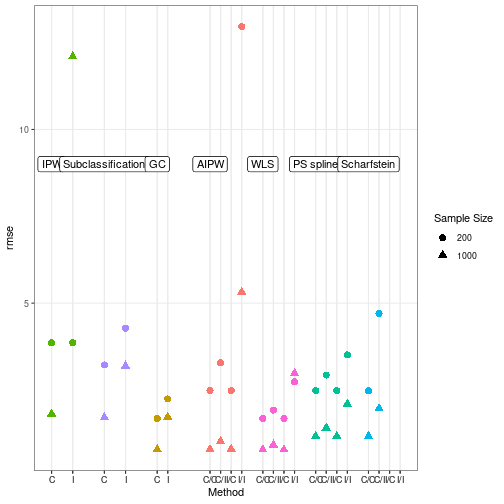 10
5
rmse
IPW Subclassification GC AIPW WLS PS spline Scharfstein
C I C I C I C/C C/I I/C I/I C/C C/I I/C I/I C/C C/I I/C I/I C/C C/I I/C I/I
Method
Sample Size
200
1000